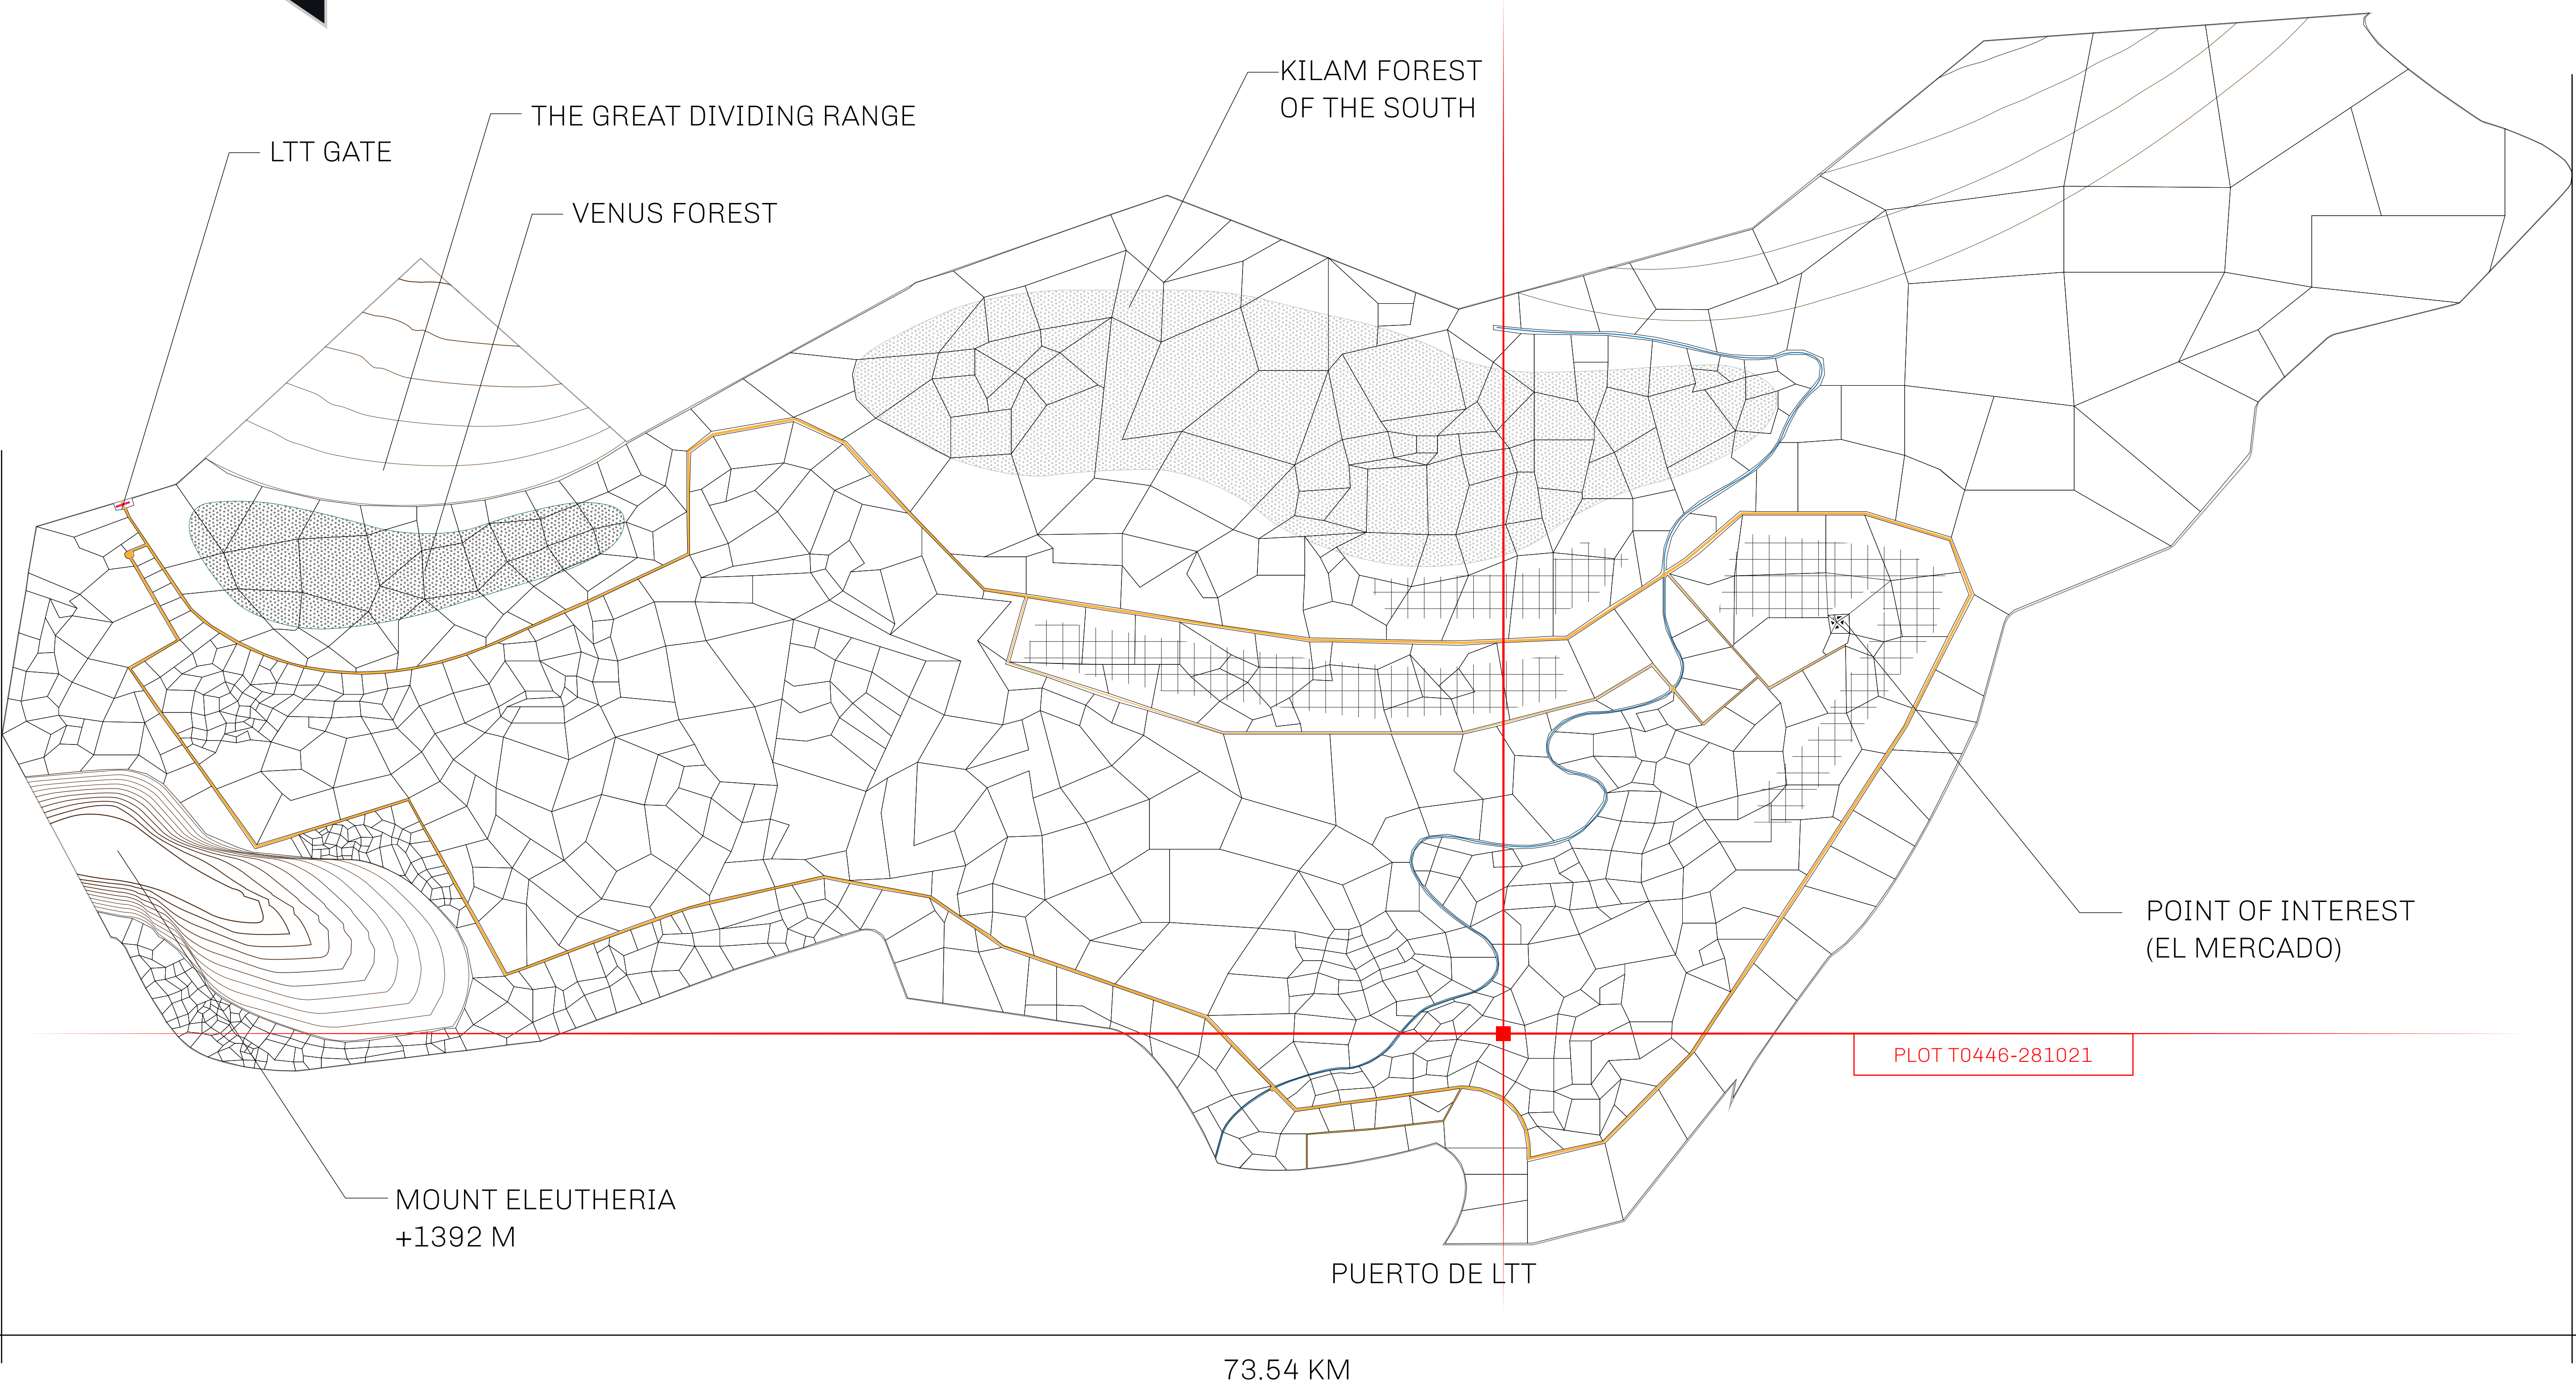 KILAM FOREST
OF THE SOUTH
THE GREAT DIVIDING RANGE
LTT GATE
VENUS FOREST
POINT OF INTEREST
(EL MERCADO)
PLOT T0446-281021
MOUNT ELEUTHERIA
+1392 M
PUERTO DE LTT
73.54 KM